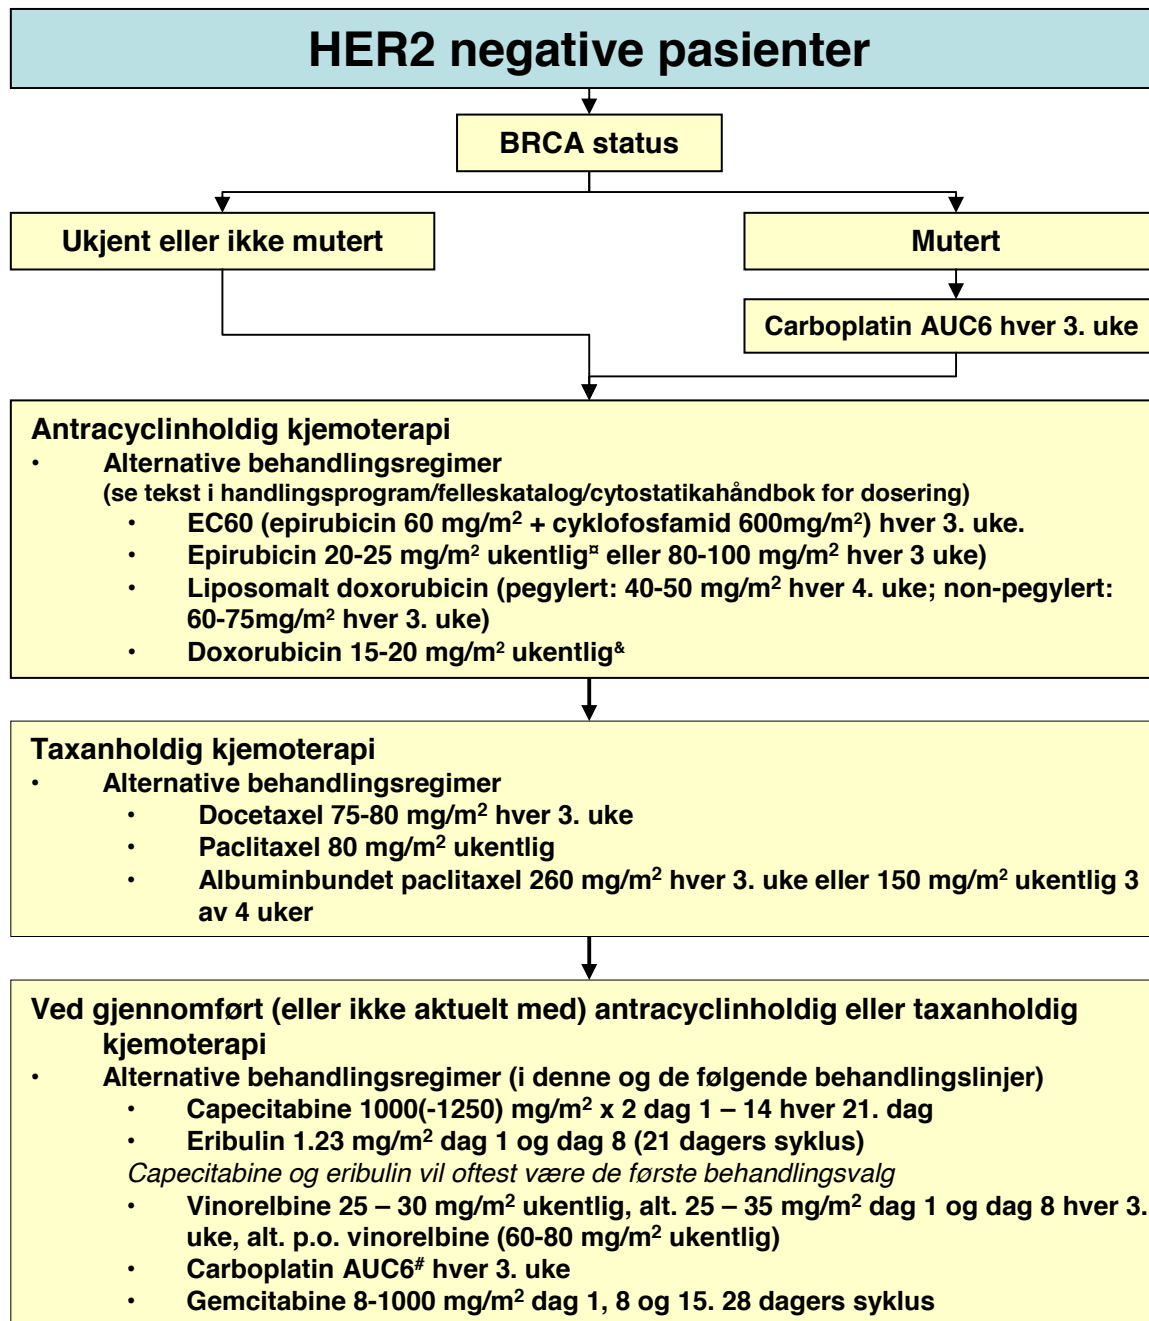 HER2 negative pasienter
BRCA status
Ukjent eller ikke mutert
Mutert
Carboplatin AUC6 hver 3. uke
Antracyclinholdig kjemoterapi
• Alternative behandlingsregimer
(se tekst i handlingsprogram/felleskatalog/cytostatikahåndbok for dosering)
• EC60 (epirubicin 60 mg/m² + cyklofosfamid 600mg/m²) hver 3. uke.
• Epirubicin 20-25 mg/m² ukentlig¤ eller 80-100 mg/m² hver 3 uke)
• Liposomalt doxorubicin (pegylert: 40-50 mg/m² hver 4. uke; non-pegylert:
60-75mg/m² hver 3. uke)
• Doxorubicin 15-20 mg/m² ukentlig&
Taxanholdig kjemoterapi
• Alternative behandlingsregimer
• Docetaxel 75-80 mg/m² hver 3. uke
• Paclitaxel 80 mg/m² ukentlig
• Albuminbundet paclitaxel 260 mg/m² hver 3. uke eller 150 mg/m² ukentlig 3
av 4 uker
Ved gjennomført (eller ikke aktuelt med) antracyclinholdig eller taxanholdig
kjemoterapi
• Alternative behandlingsregimer (i denne og de følgende behandlingslinjer)
• Capecitabine 1000(-1250) mg/m² x 2 dag 1 – 14 hver 21. dag
• Eribulin 1.23 mg/m² dag 1 og dag 8 (21 dagers syklus)
Capecitabine og eribulin vil oftest være de første behandlingsvalg
• Vinorelbine 25 – 30 mg/m² ukentlig, alt. 25 – 35 mg/m² dag 1 og dag 8 hver 3.
uke, alt. p.o. vinorelbine (60-80 mg/m² ukentlig)
• Carboplatin AUC6# hver 3. uke
• Gemcitabine 8-1000 mg/m² dag 1, 8 og 15. 28 dagers syklus